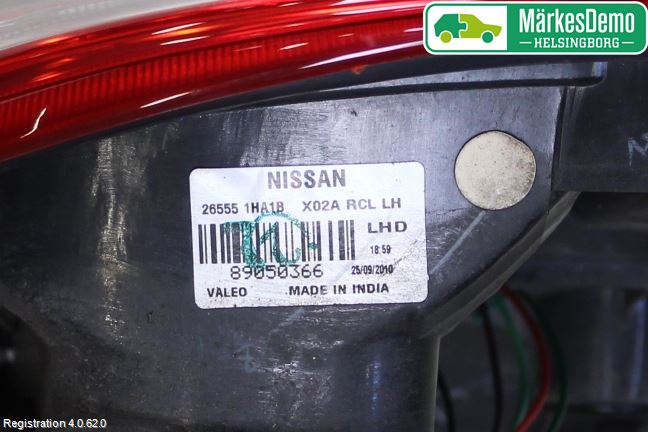 MärkesDemo
HELSINGBORG
NISSAN
26555 1HA1B X02A RCL LH
LHD
18:59
89050366 25/09/2010
VALEO MADE IN INDIA
Registration 4.0.62.0